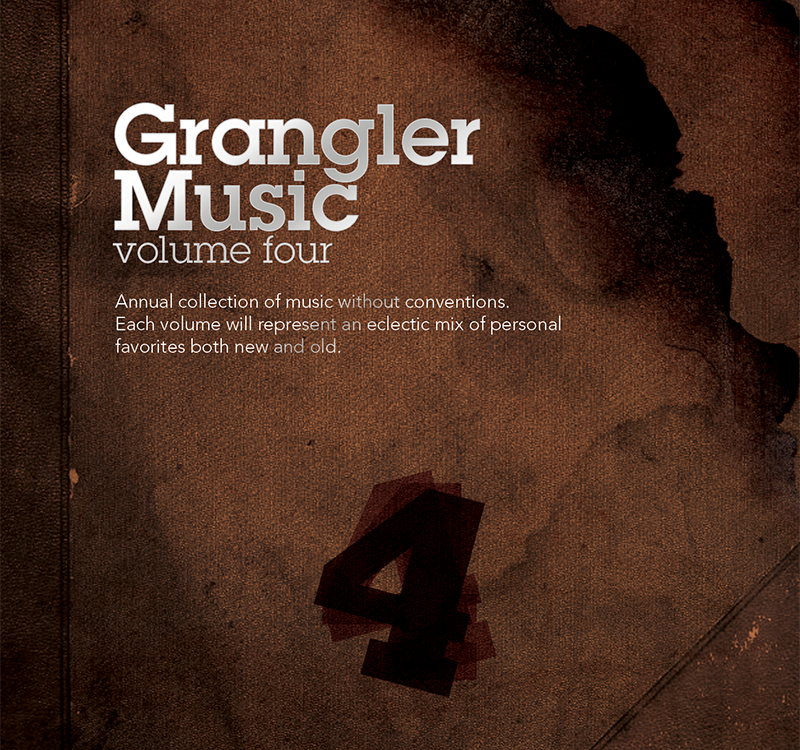 Grangler
Music
volume four
Annual collection of music without conventions.
Each volume will represent an eclectic mix of personal
favorites both new and old.
4